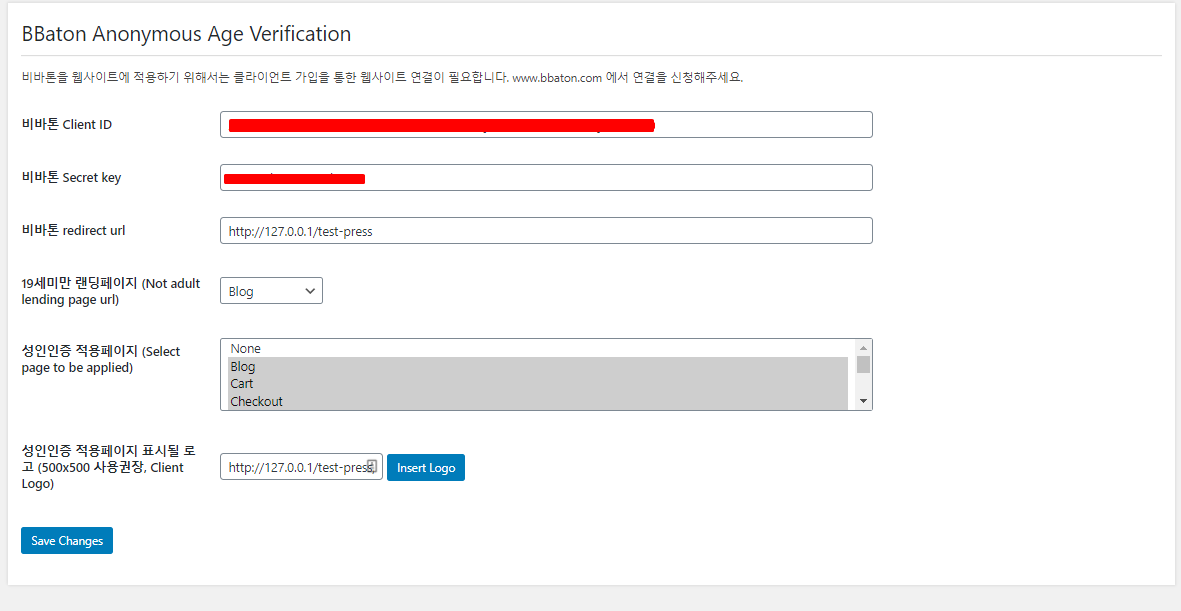 BBaton Anonymous Age Verification
비바톤을 웹사이트에 적용하기 위해서는 클라이언트 가입을 통한 웹사이트 연결이 필요합니다. www.bbaton.com 에서 연결을 신청해주세요.
비바톤 Client ID
비바톤 Secret key
비바톤 redirect url
http://127.0.0.1/test-press
19세미만 랜딩페이지 (Not adult
lending page url)
Blog
성인인증 적용페이지 (Select
page to be applied)
None
Blog
Cart
Checkout
성인인증 적용페이지 표시될 로
고 (500x500 사용권장, Client
Logo)
http://127.0.0.1/test-press
Insert Logo
Save Changes